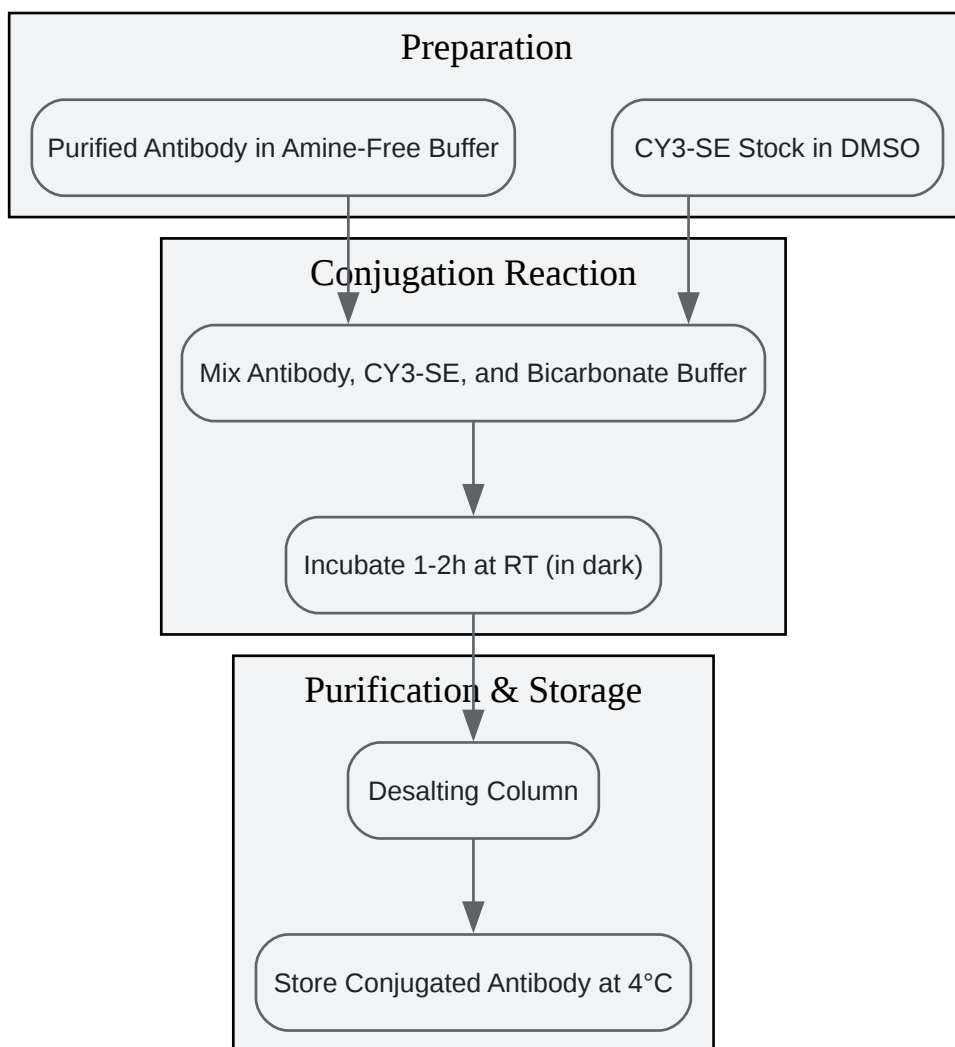 Preparation
Purified Antibody in Amine-Free Buffer
CY3-SE Stock in DMSO
Conjugation Reaction
Mix Antibody, CY3-SE, and Bicarbonate Buffer
Incubate 1-2h at RT (in dark)
Purification & Storage
Desalting Column
Store Conjugated Antibody at 4°C